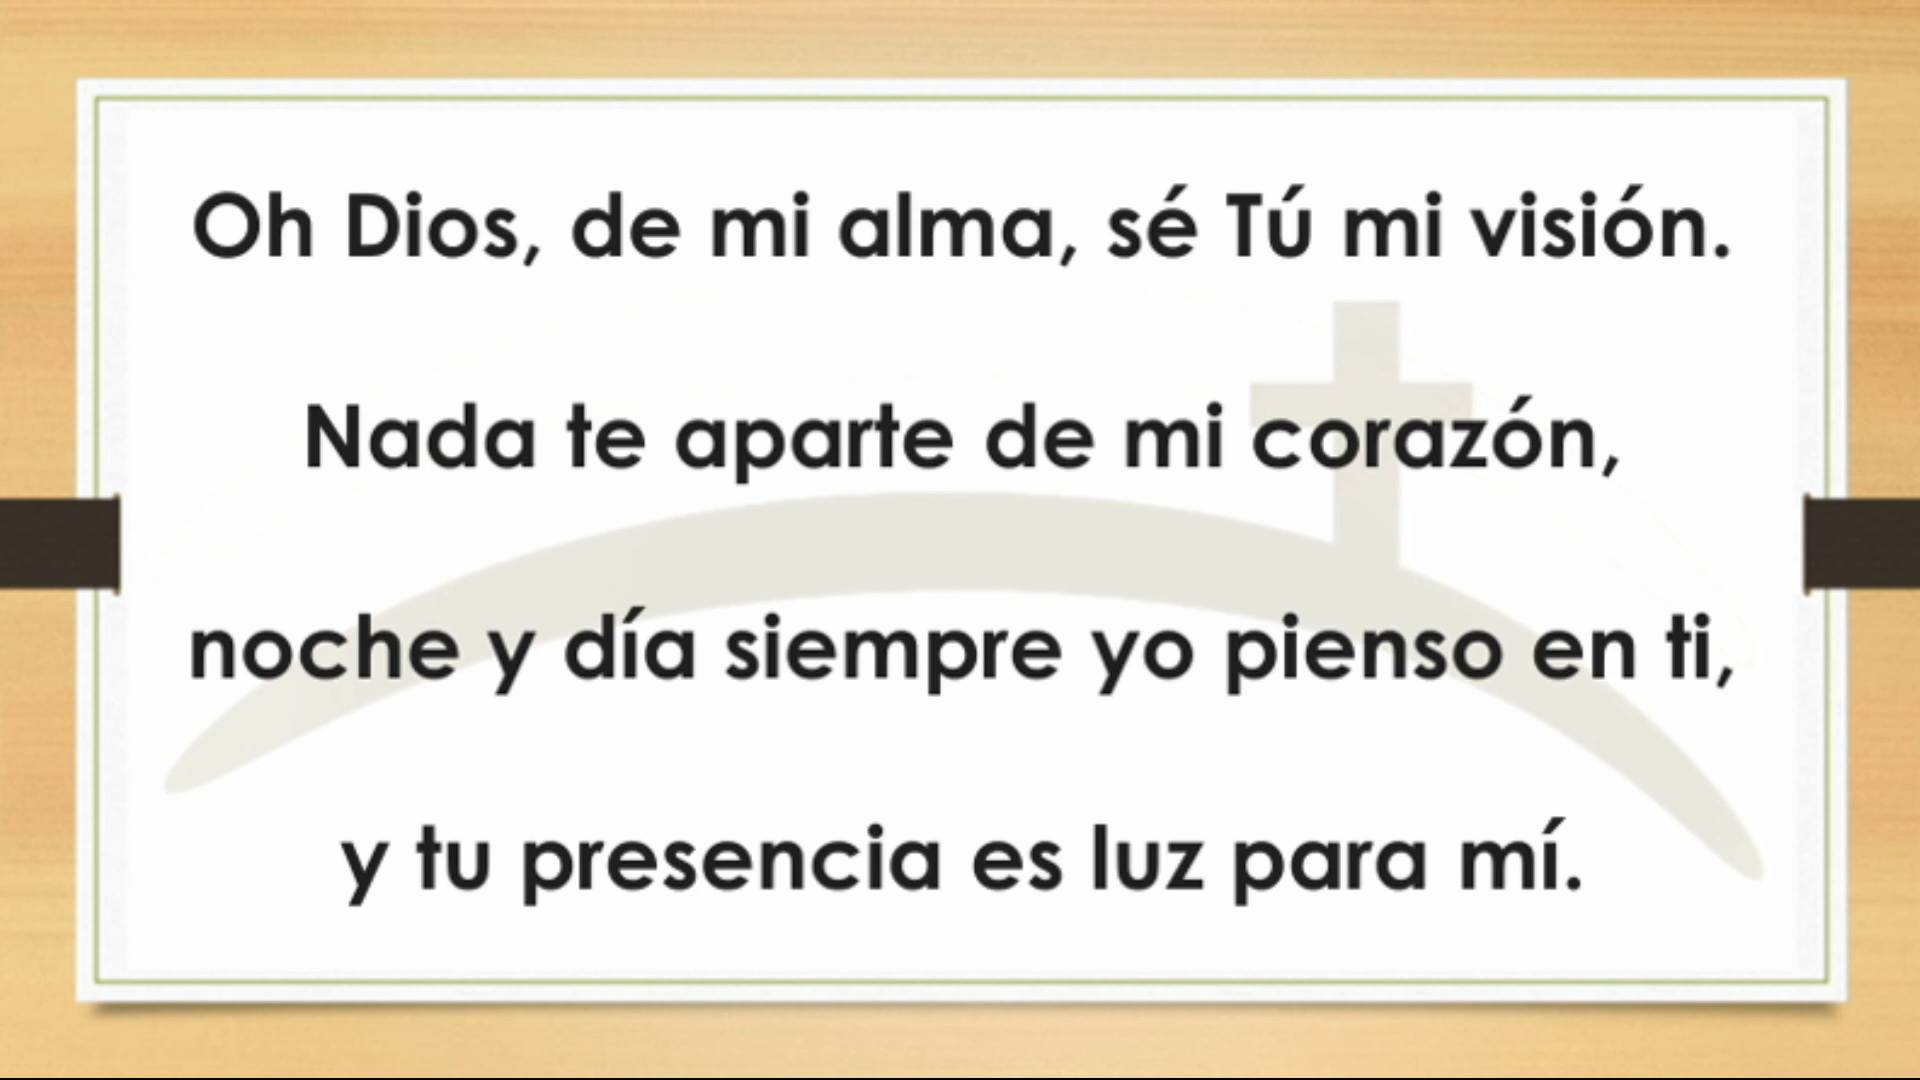 Oh Dios, de mi alma, sé Tú mi visión.
Nada te aparte de mi corazón,
noche y día siempre yo pienso en ti,
y tu presencia es luz para mí.